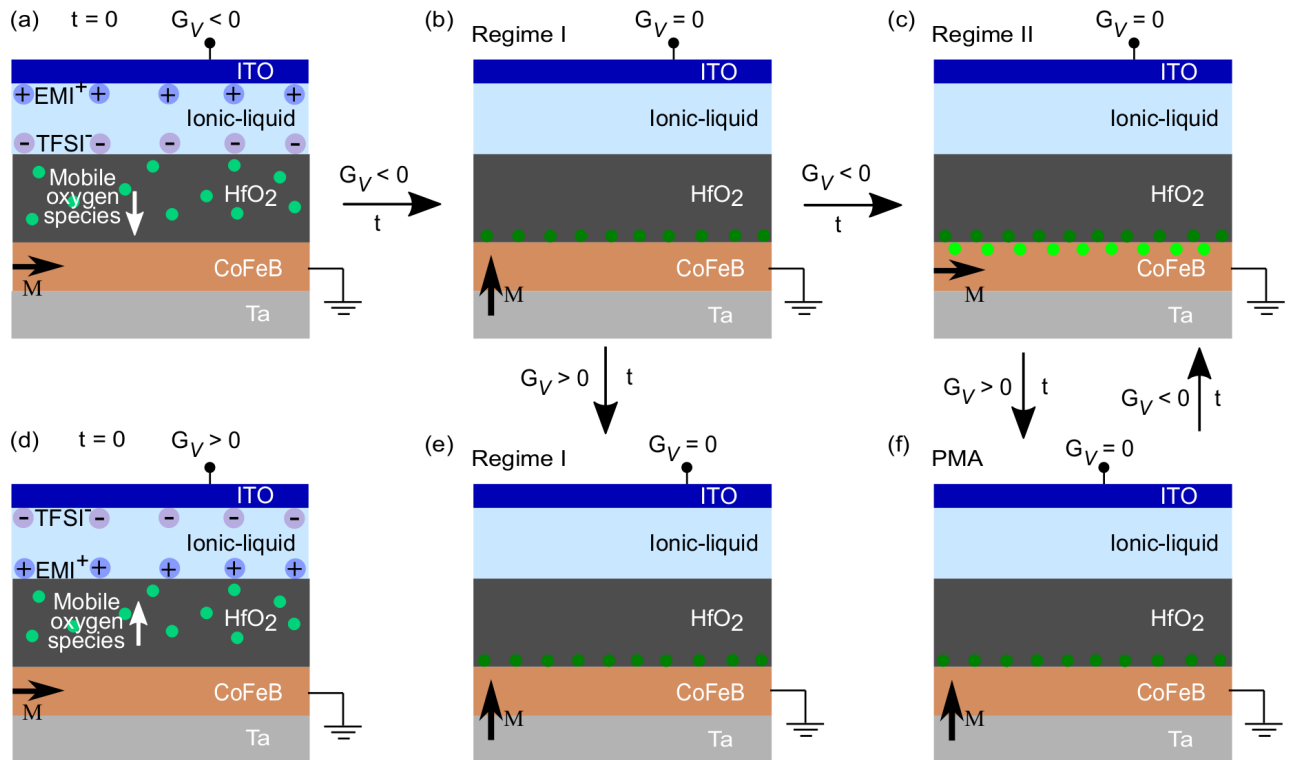 (a) t = 0 G_V < 0
ITO
+ EMI+ + + + +
Ionic-liquid
- TFSI- - - - -
Mobile oxygen species
HfO2
CoFeB
M
Ta
G_V < 0
t
(b) Regime I G_V = 0
ITO
Ionic-liquid
HfO2
CoFeB
M
Ta
G_V < 0
t
(c) Regime II G_V = 0
ITO
Ionic-liquid
HfO2
CoFeB
M
Ta
G_V > 0 t
G_V > 0 t
G_V < 0 t
(d) t = 0 G_V > 0
ITO
- TFSI- - - - -
Ionic-liquid
+ EMI+ + + + +
Mobile oxygen species
HfO2
CoFeB
M
Ta
(e) Regime I G_V = 0
ITO
Ionic-liquid
HfO2
CoFeB
M
Ta
(f) PMA G_V = 0
ITO
Ionic-liquid
HfO2
CoFeB
M
Ta